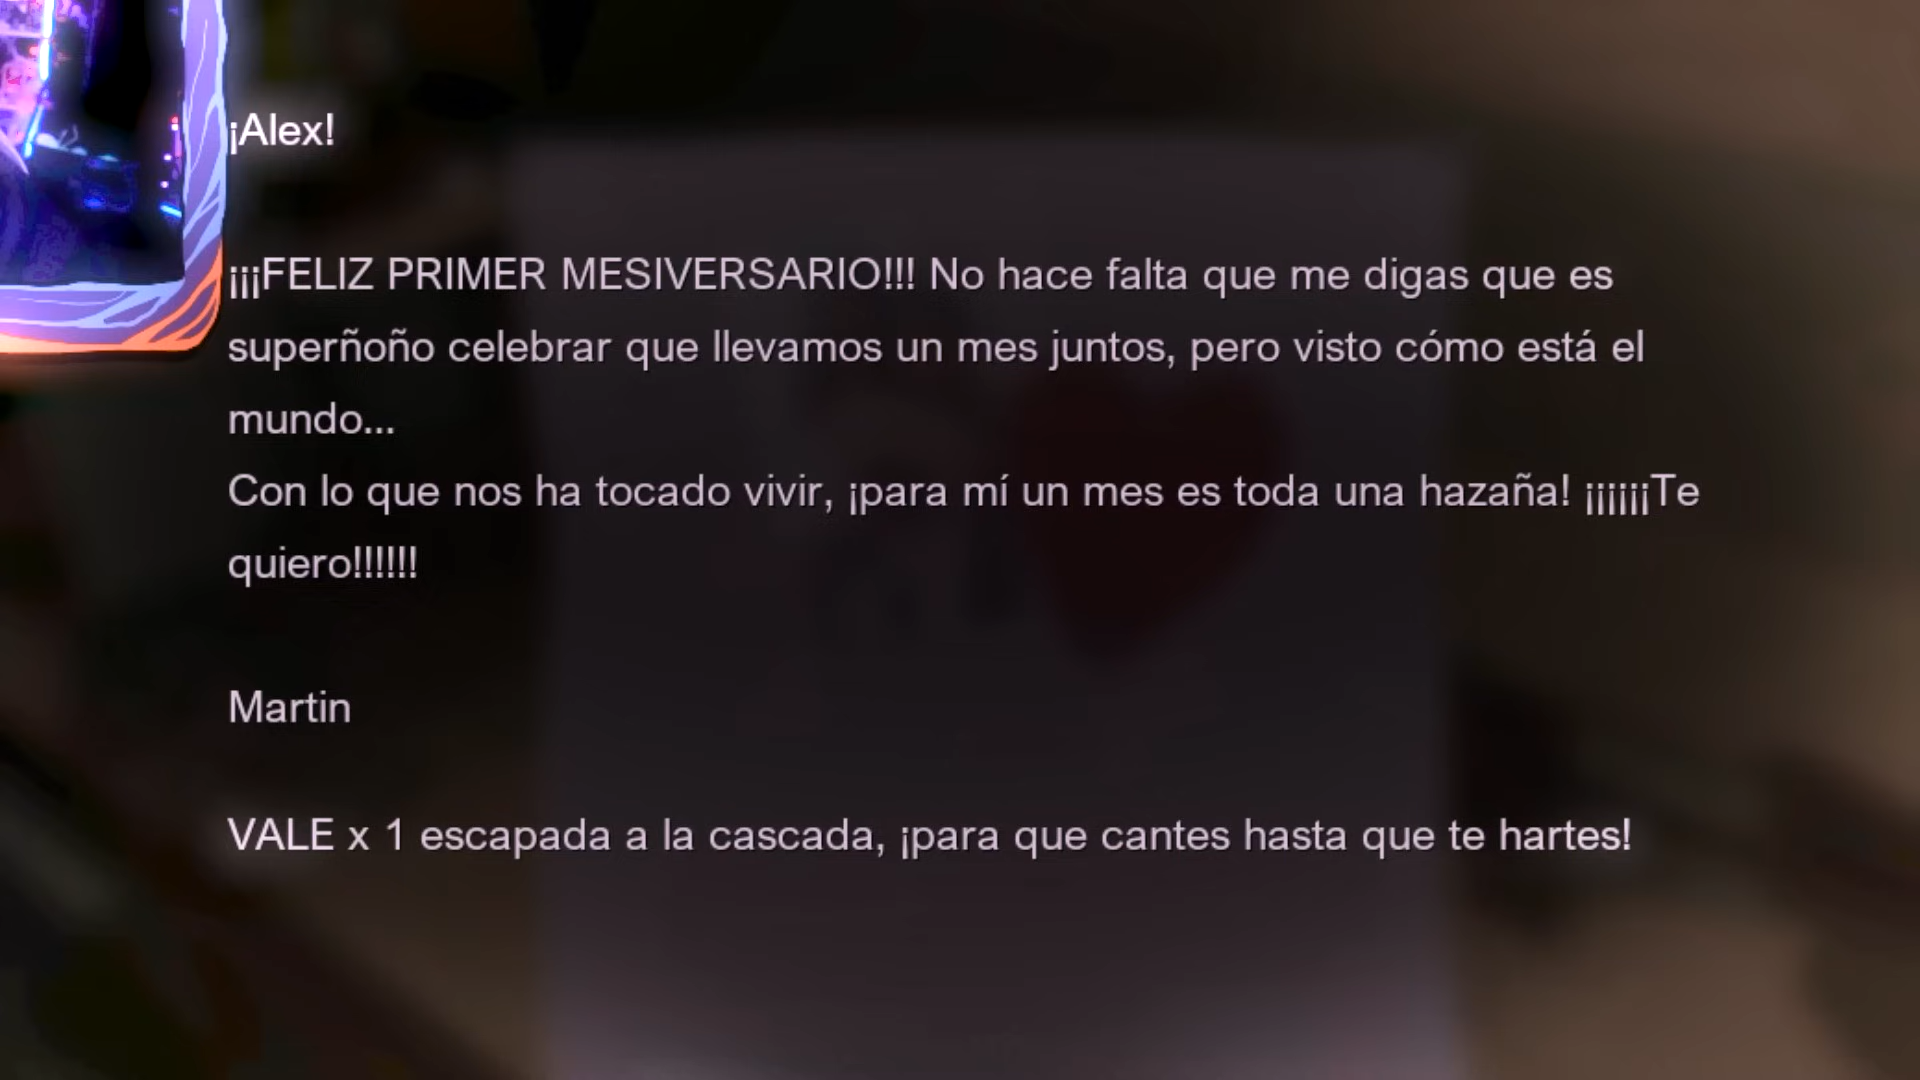 ¡Alex!
¡¡¡FELIZ PRIMER MESIVERSARIO!!! No hace falta que me digas que es
superñoño celebrar que llevamos un mes juntos, pero visto cómo está el
mundo...
Con lo que nos ha tocado vivir, ¡para mí un mes es toda una hazaña! ¡¡¡¡¡¡Te
quiero!!!!!!
Martin
VALE x 1 escapada a la cascada, ¡para que cantes hasta que te hartes!